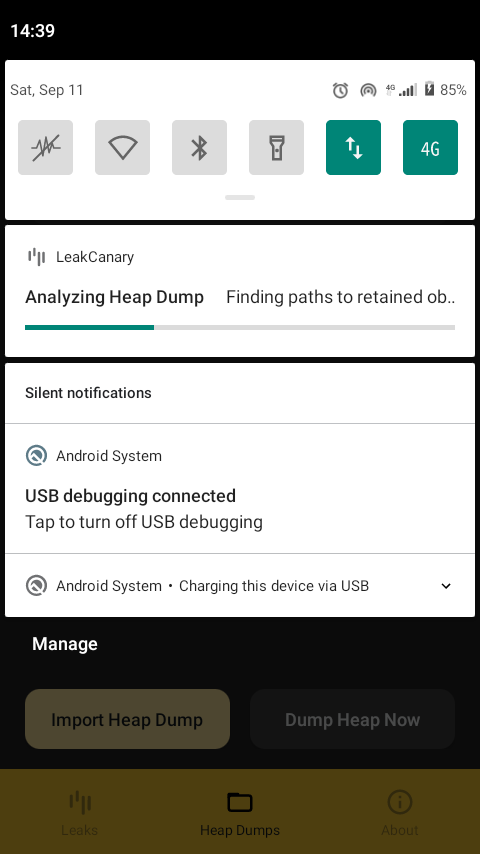 14:39
Sat, Sep 11
4G
85%
4G
LeakCanary
Analyzing Heap Dump Finding paths to retained ob..
Silent notifications
Android System
USB debugging connected
Tap to turn off USB debugging
Android System • Charging this device via USB
Manage
Import Heap Dump
Dump Heap Now
Leaks
Heap Dumps
About